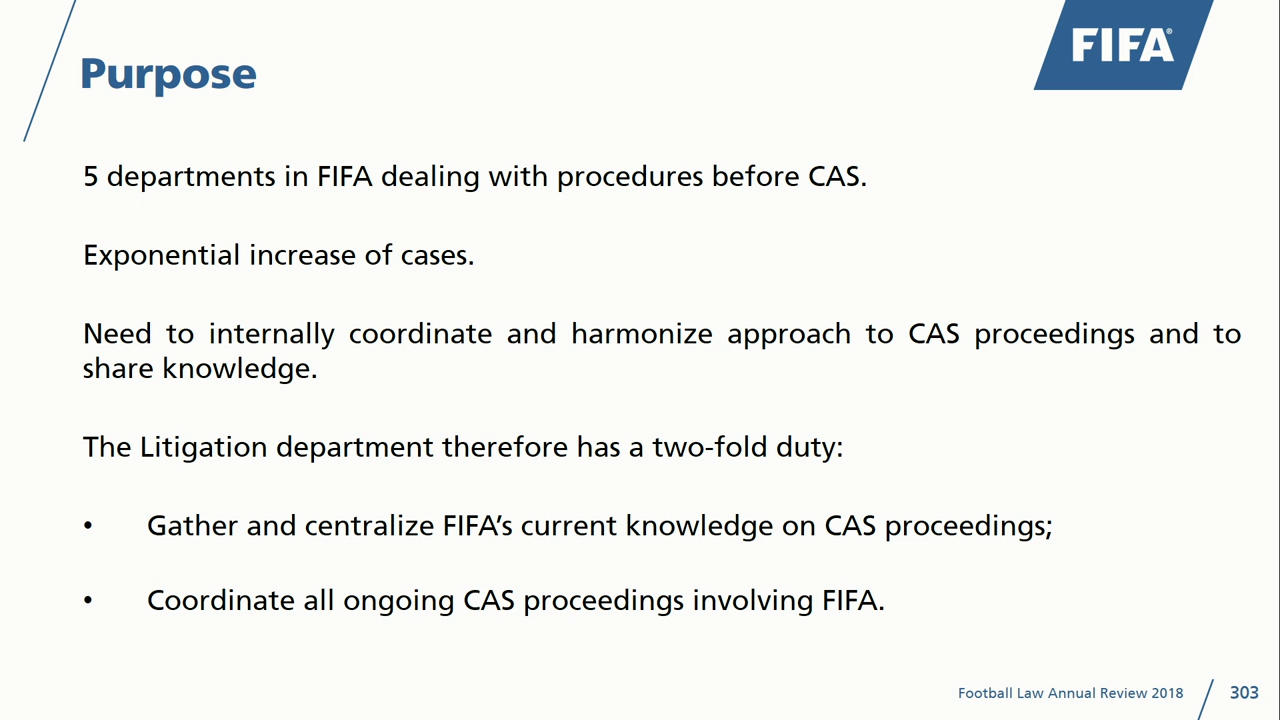 FIFA®
Purpose
5 departments in FIFA dealing with procedures before CAS.
Exponential increase of cases.
Need to internally coordinate and harmonize approach to CAS proceedings and to
share knowledge.
The Litigation department therefore has a two-fold duty:
• Gather and centralize FIFA’s current knowledge on CAS proceedings;
• Coordinate all ongoing CAS proceedings involving FIFA.
Football Law Annual Review 2018 303